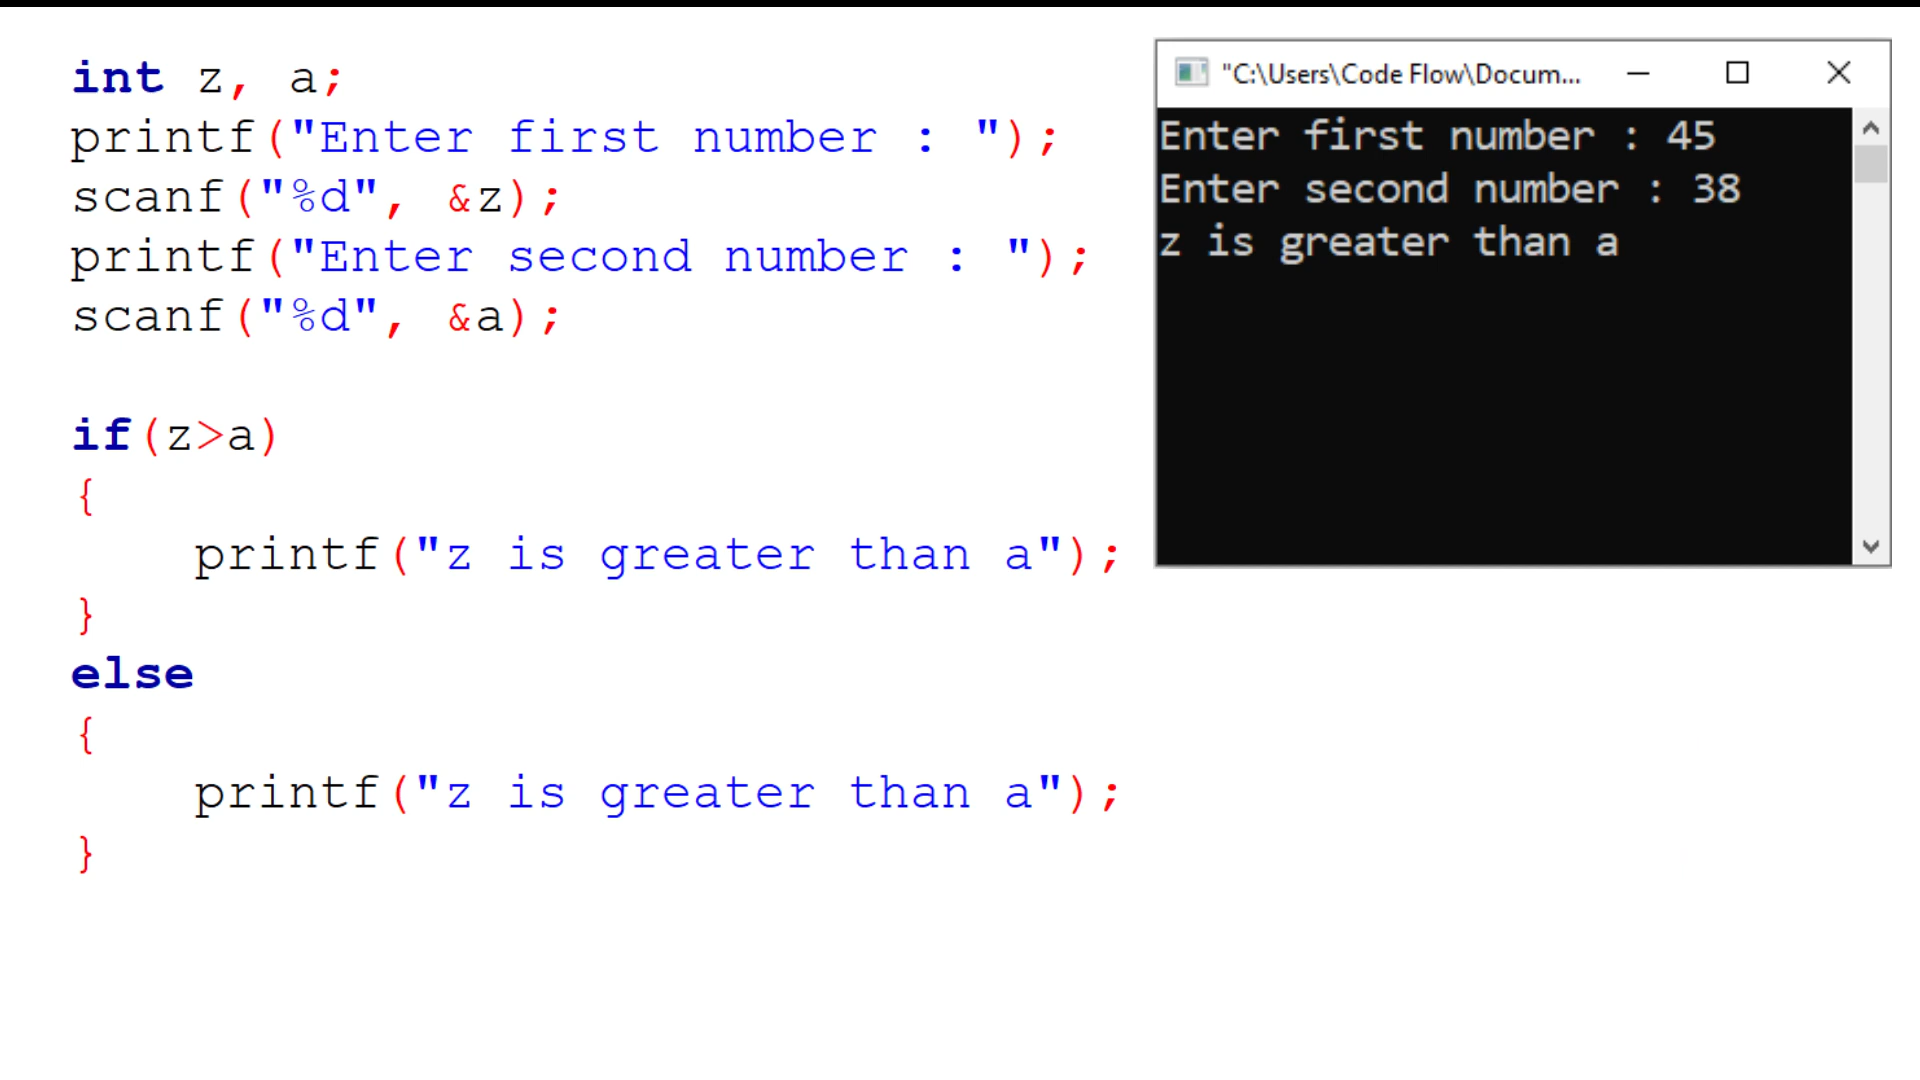 int z, a;
printf("Enter first number : ");
scanf("%d", &z);
printf("Enter second number : ");
scanf("%d", &a);
if(z>a)
{
printf("z is greater than a");
}
else
{
printf("z is greater than a");
}
"C:\Users\Code Flow\Docum...
Enter first number : 45
Enter second number : 38
z is greater than a